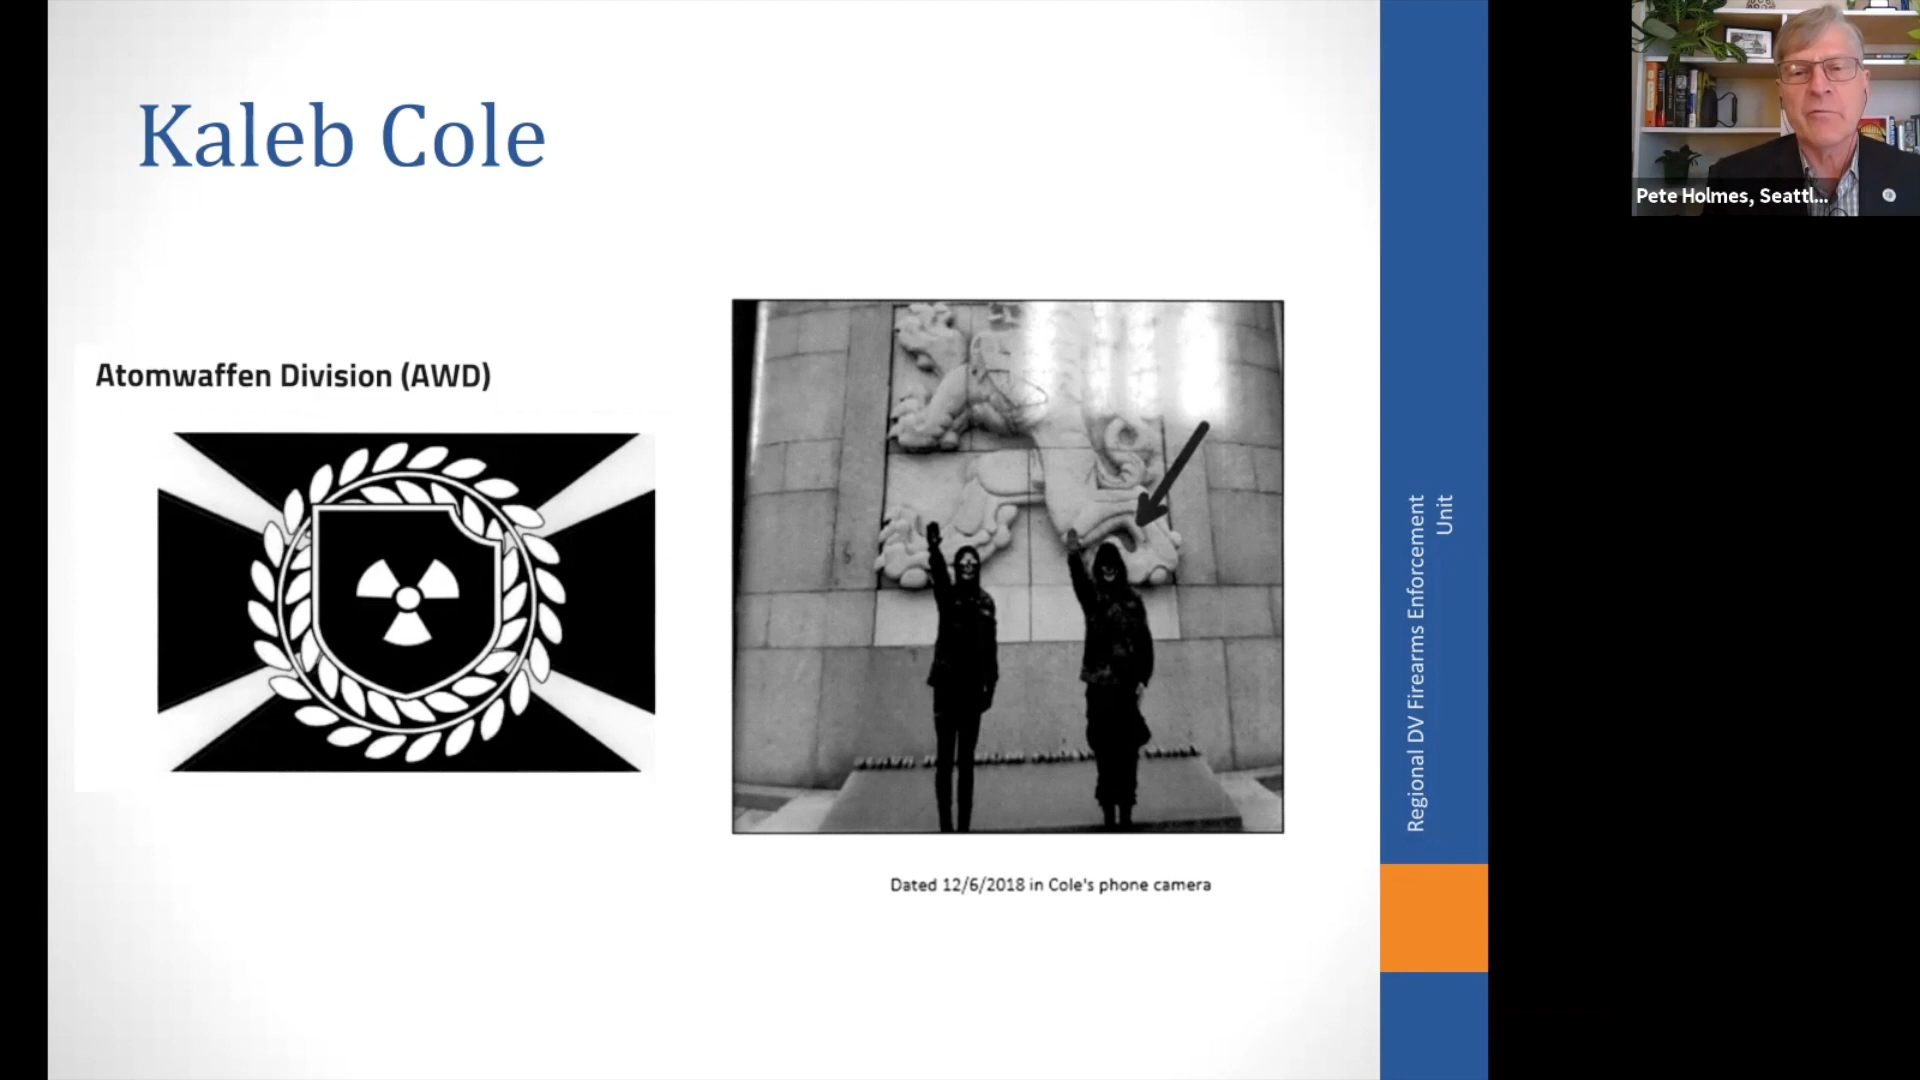 Kaleb Cole
Atomwaffen Division (AWD)
Dated 12/6/2018 in Cole's phone camera
Regional DV Firearms Enforcement
Unit
Pete Holmes, Seattl...